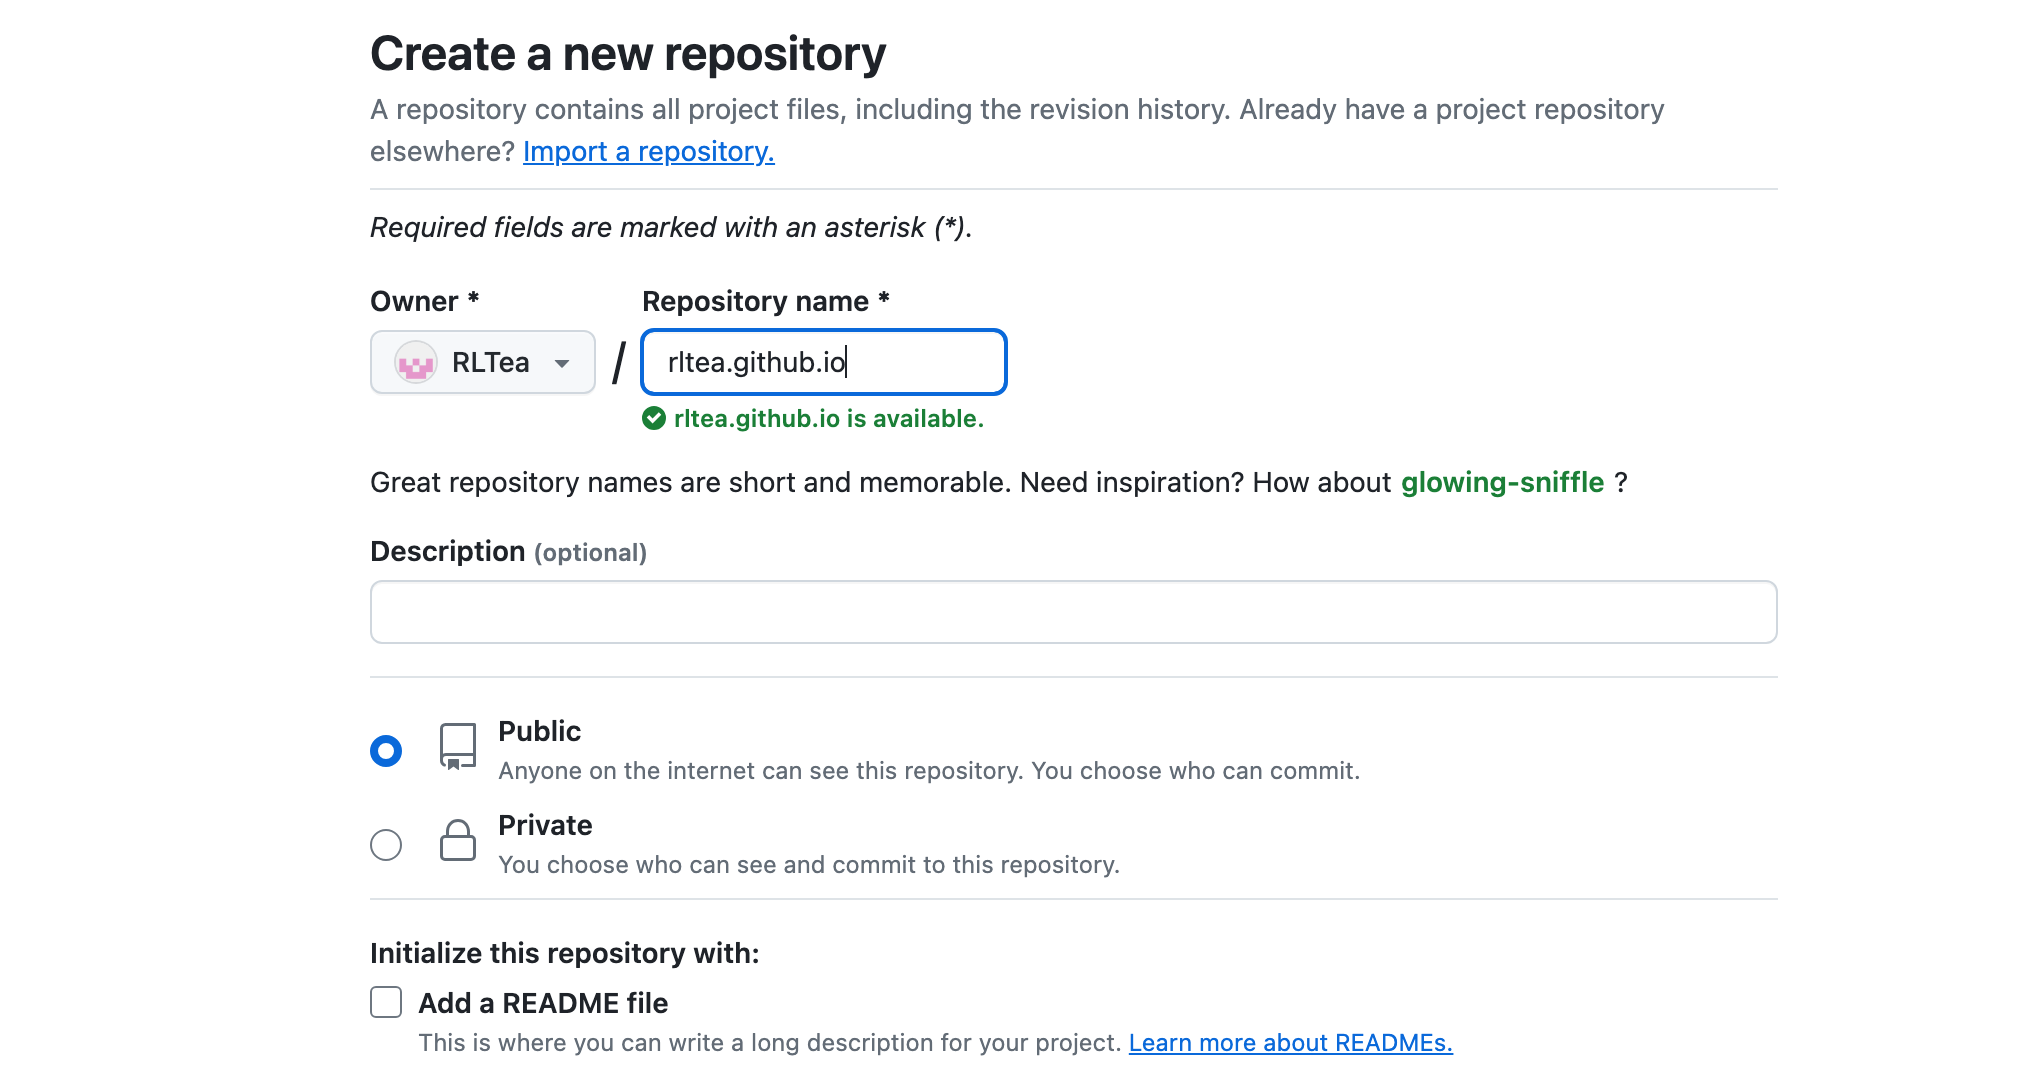 Create a new repository
A repository contains all project files, including the revision history. Already have a project repository
elsewhere? Import a repository.
Required fields are marked with an asterisk (*).
Owner * Repository name *
RLTea / rltea.github.io
rltea.github.io is available.
Great repository names are short and memorable. Need inspiration? How about glowing-sniffle ?
Description (optional)
Public
Anyone on the internet can see this repository. You choose who can commit.
Private
You choose who can see and commit to this repository.
Initialize this repository with:
Add a README file
This is where you can write a long description for your project. Learn more about READMEs.